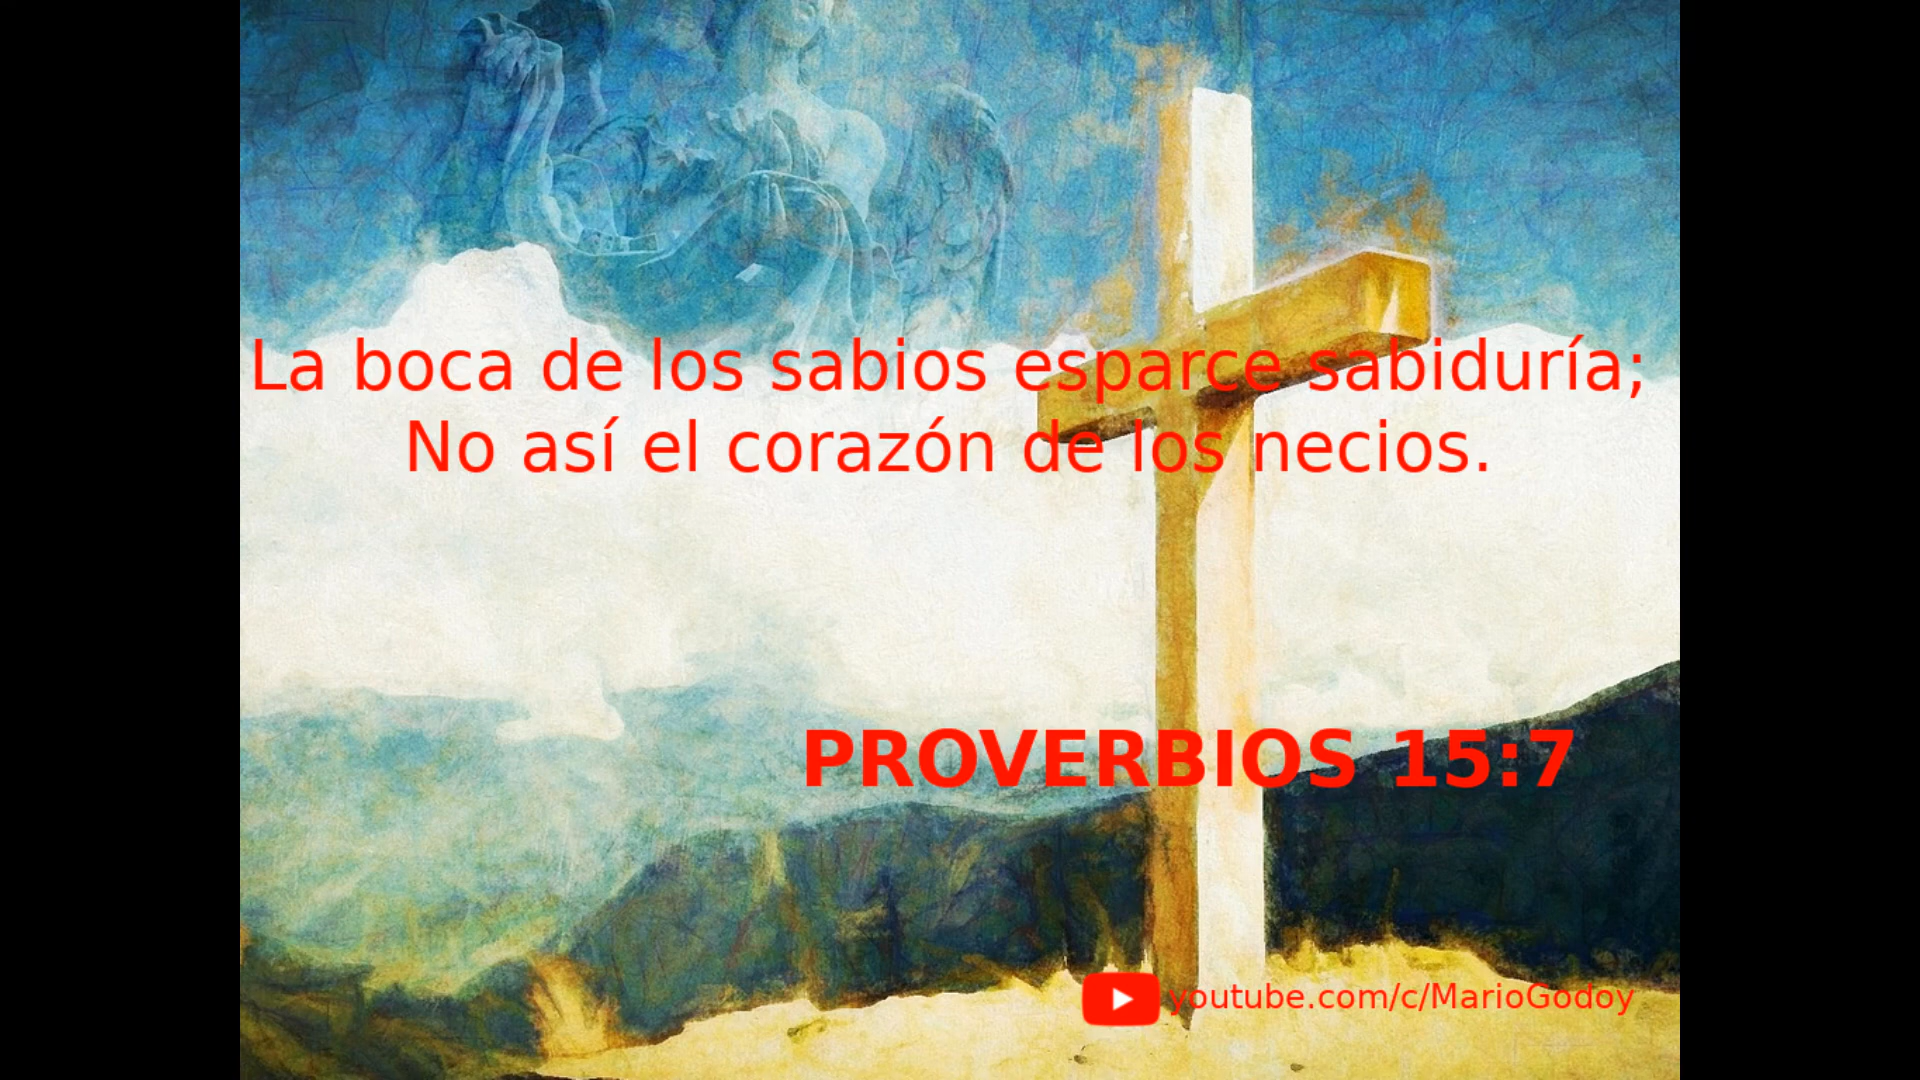 La boca de los sabios esparce sabiduría;
No así el corazón de los necios.
PROVERBIOS 15:7
youtube.com/c/MarioGodoy